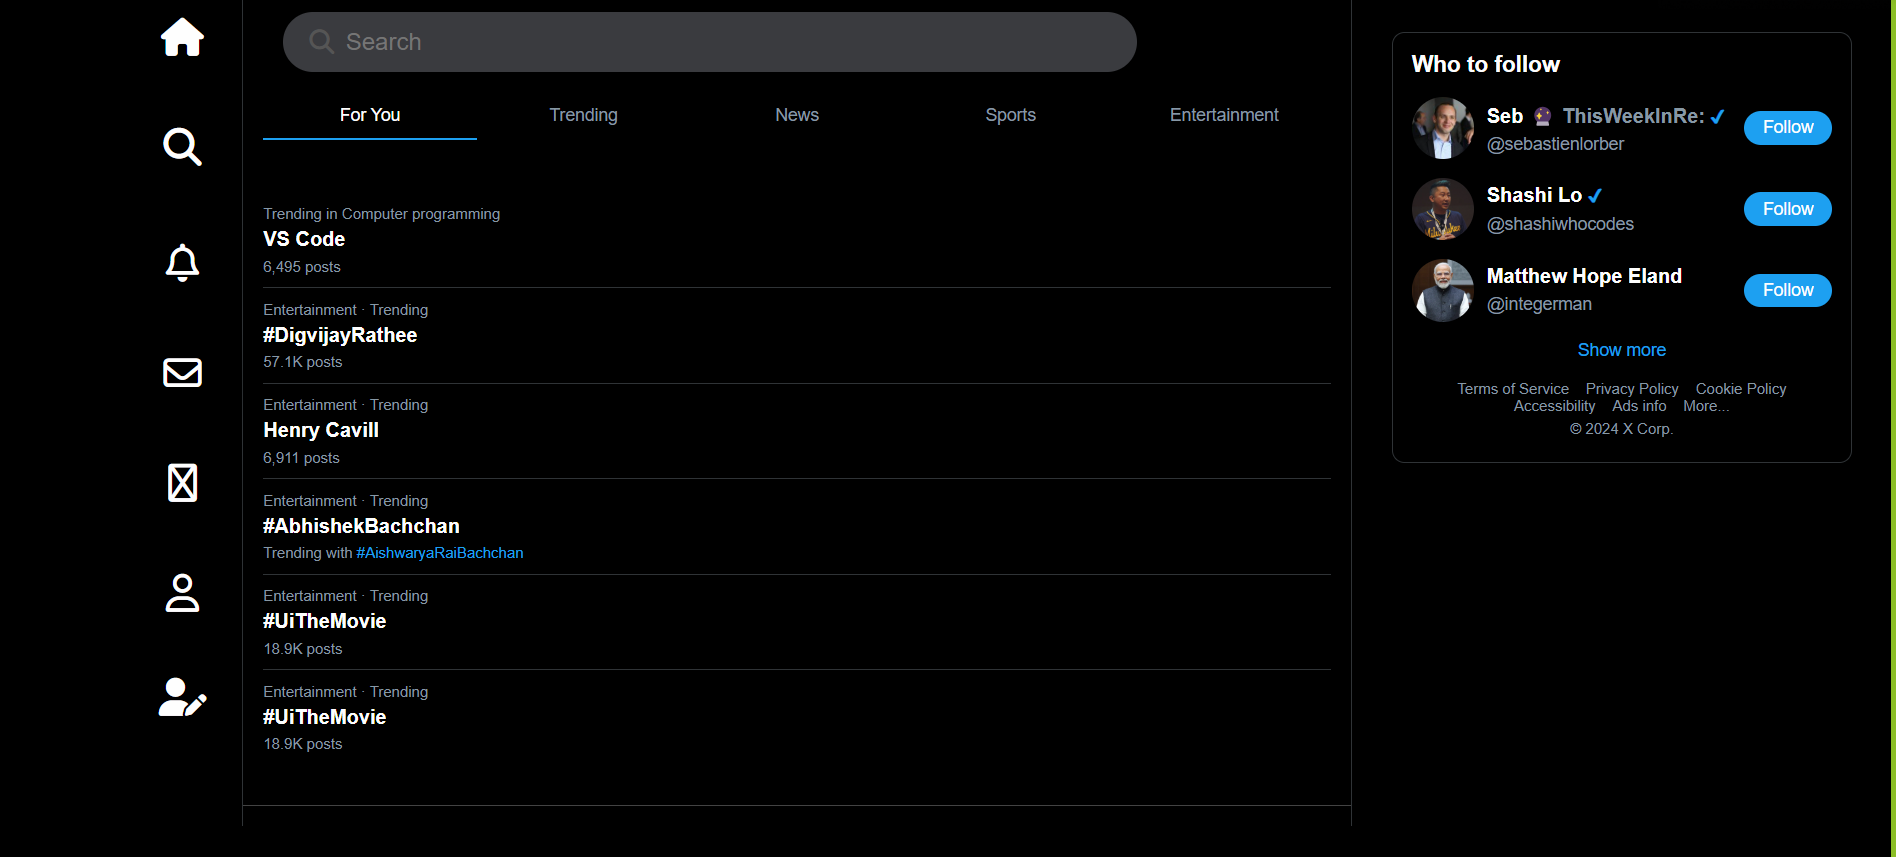 Search
For You
Trending
News
Sports
Entertainment
Trending in Computer programming
VS Code
6,495 posts
Entertainment · Trending
#DigvijayRathee
57.1K posts
Entertainment · Trending
Henry Cavill
6,911 posts
Entertainment · Trending
#AbhishekBachchan
Trending with #AishwaryaRaiBachchan
Entertainment · Trending
#UiTheMovie
18.9K posts
Entertainment · Trending
#UiTheMovie
18.9K posts
Who to follow
Seb 🔮 ThisWeekInRe: ✔
@sebastienlorber
Follow
Shashi Lo ✔
@shashiwhocodes
Follow
Matthew Hope Eland
@integerman
Follow
Show more
Terms of Service Privacy Policy Cookie Policy
Accessibility Ads info More...
© 2024 X Corp.